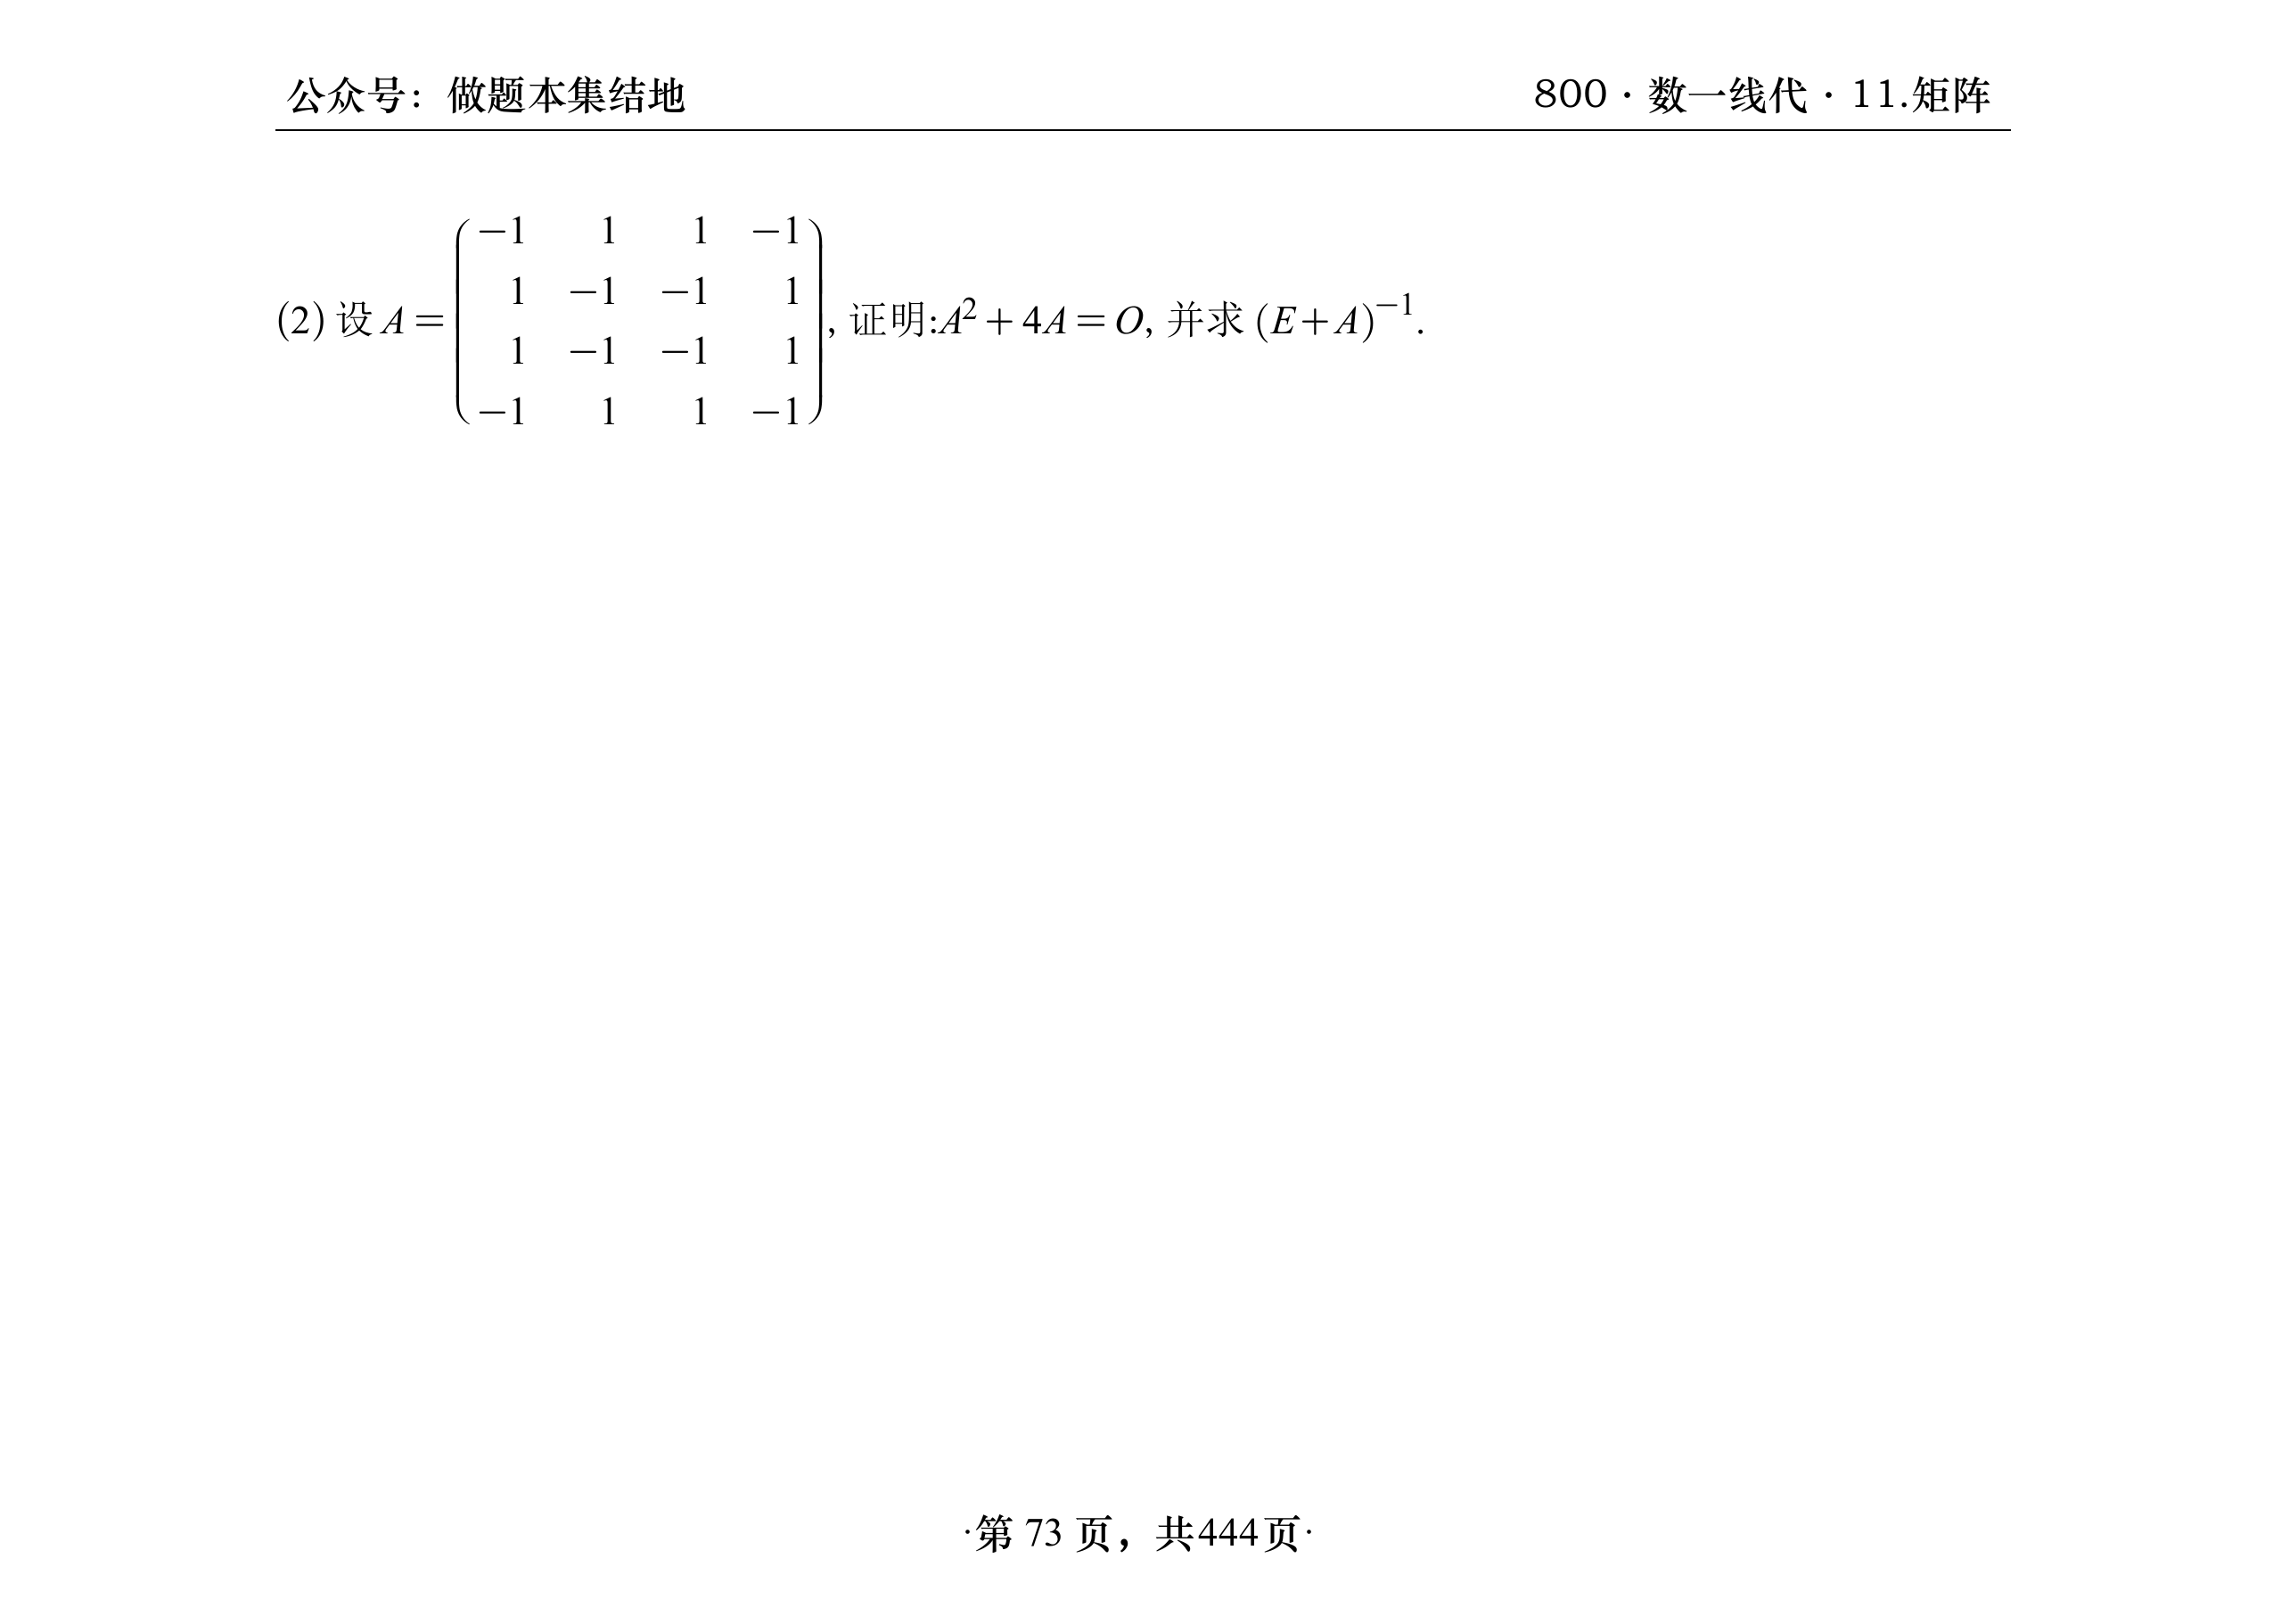 公众号：做题本集结地
800·数一线代·11.矩阵
(2) 设 A = \begin{pmatrix} -1 & 1 & 1 & -1 \\ 1 & -1 & -1 & 1 \\ 1 & -1 & -1 & 1 \\ -1 & 1 & 1 & -1 \end{pmatrix}, 证明:A² + 4A = O, 并求 (E+A)⁻¹.
·第 73 页，共444页·